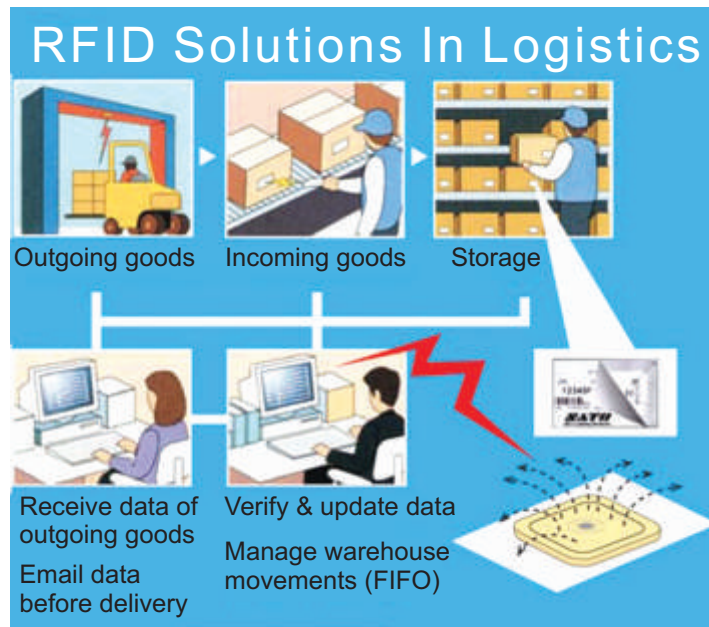 RFID Solutions In Logistics
Outgoing goods
Incoming goods
Storage
SATO
Receive data of
outgoing goods
Email data
before delivery
Verify & update data
Manage warehouse
movements (FIFO)